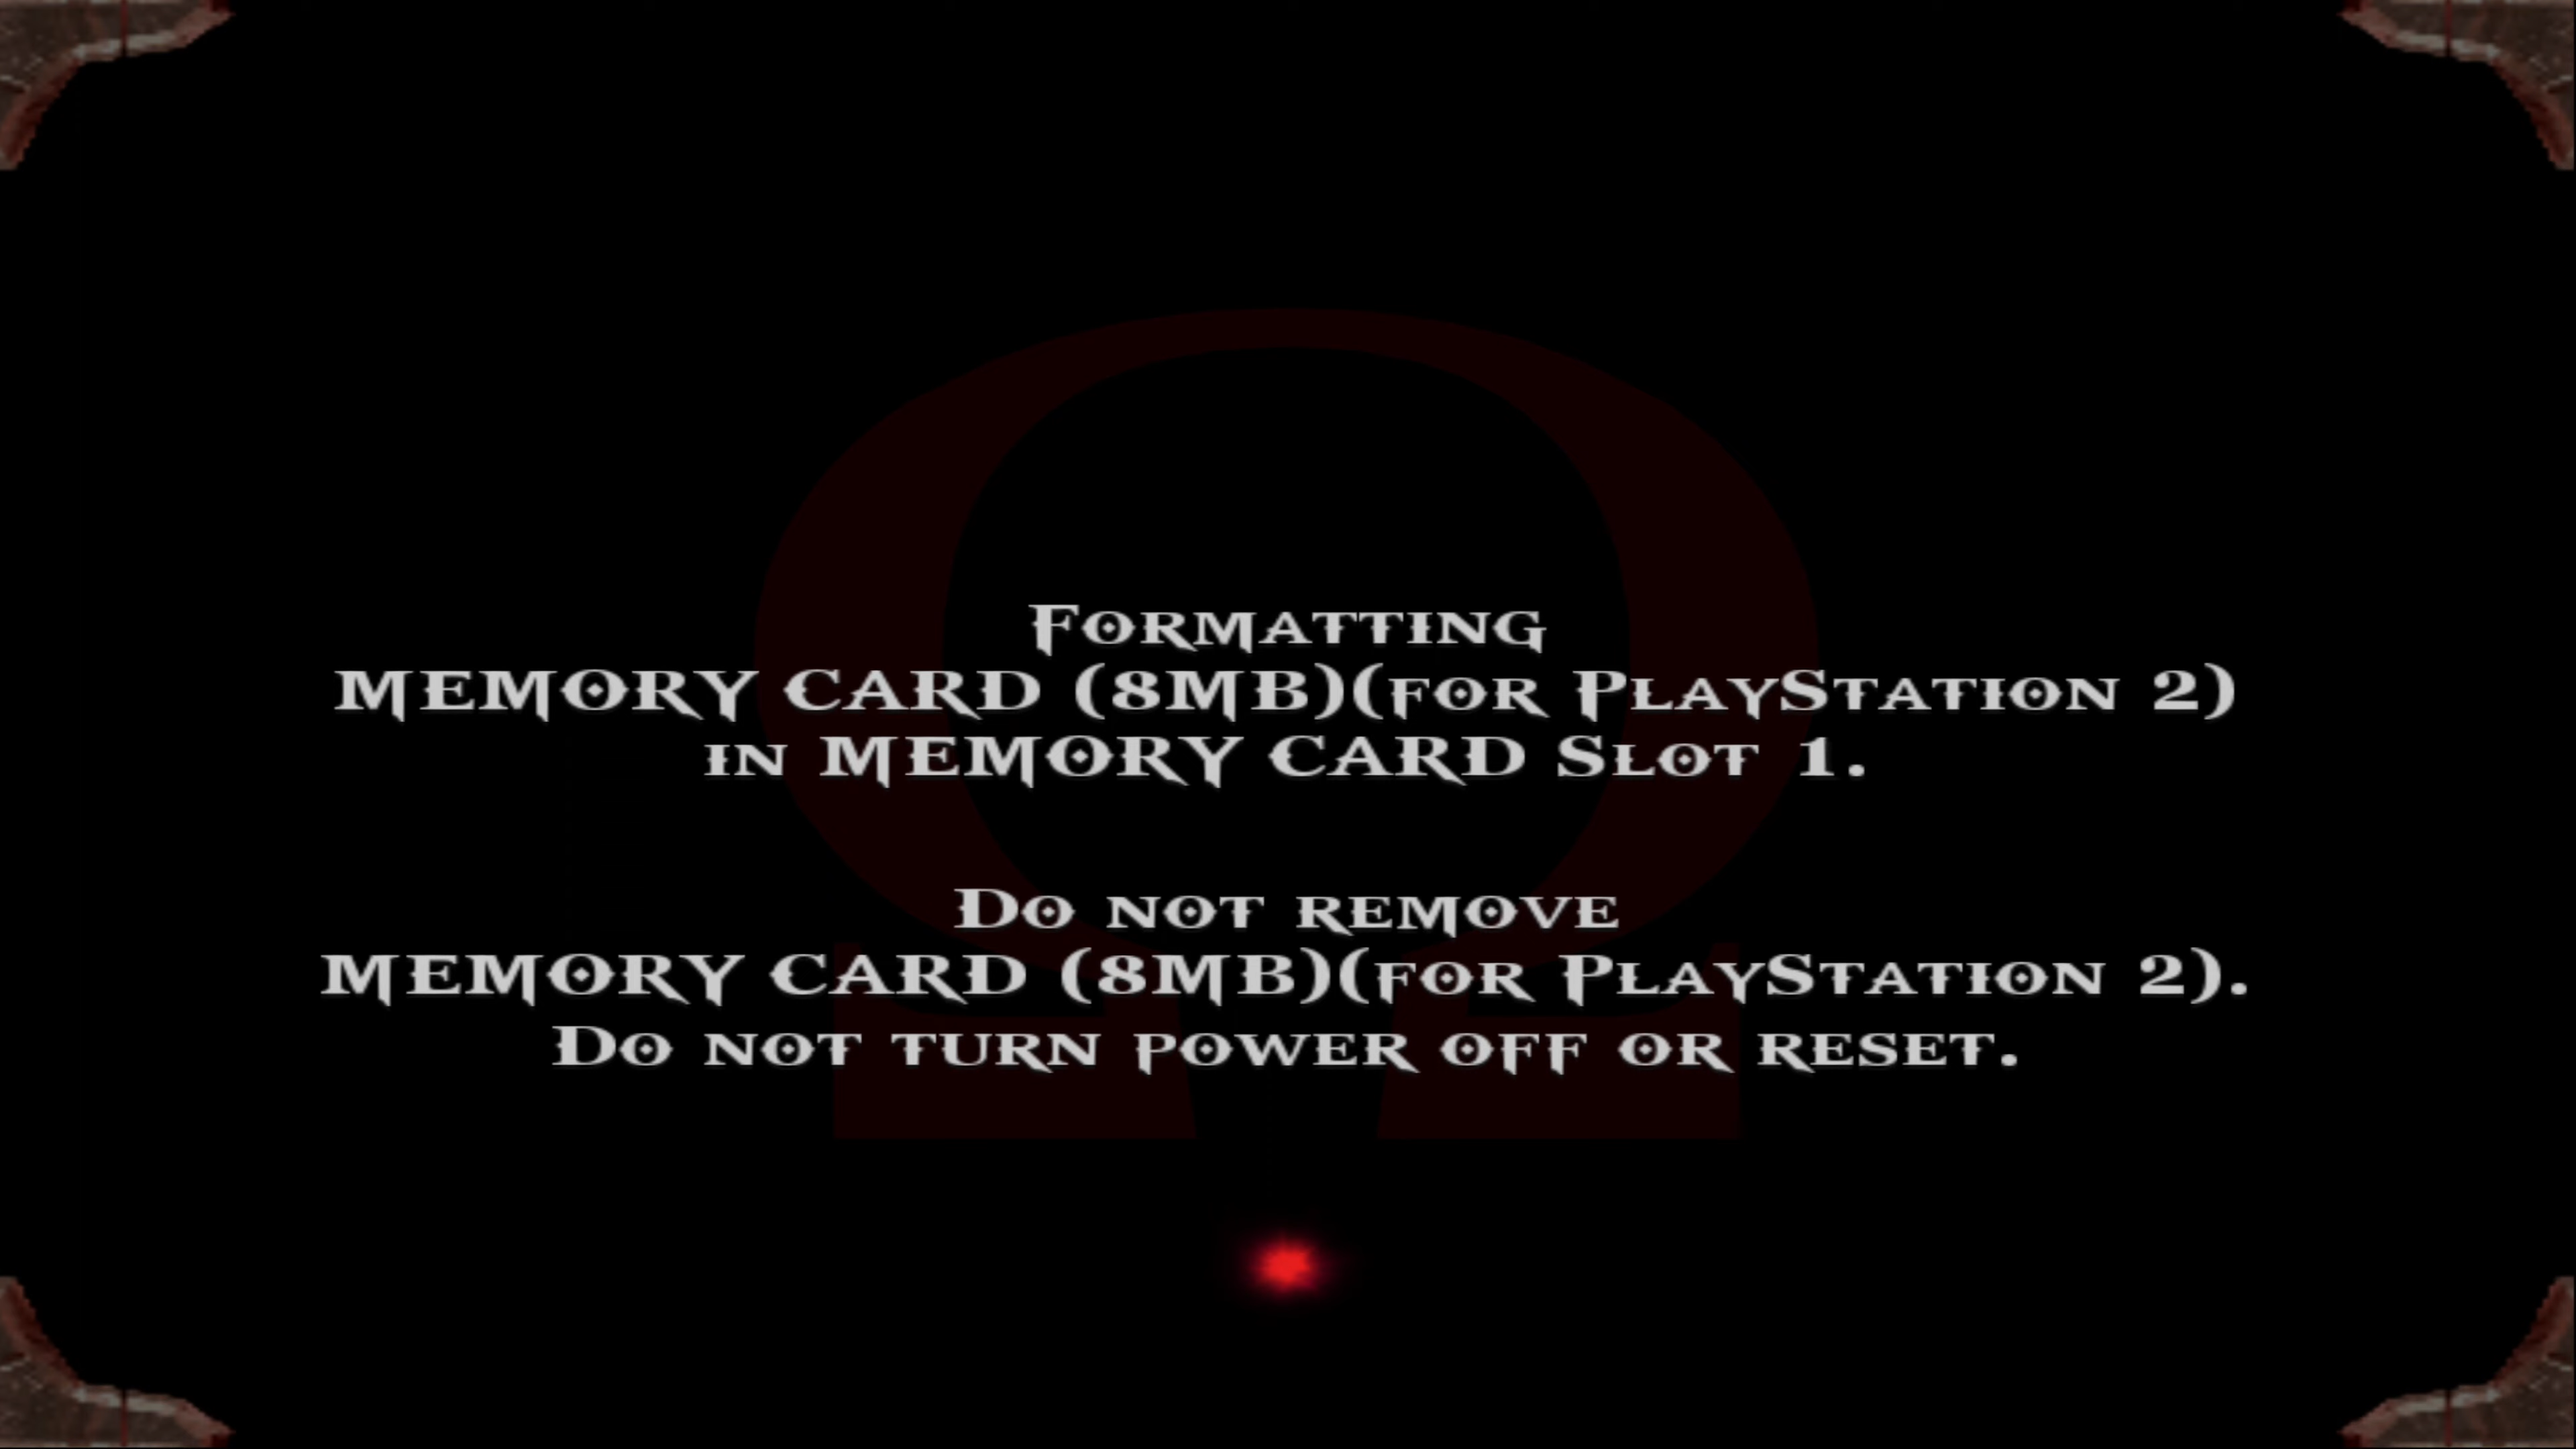 Formatting
MEMORY CARD (8MB)(for PlayStation 2)
in MEMORY CARD Slot 1.
Do not remove
MEMORY CARD (8MB)(for PlayStation 2).
Do not turn power off or reset.